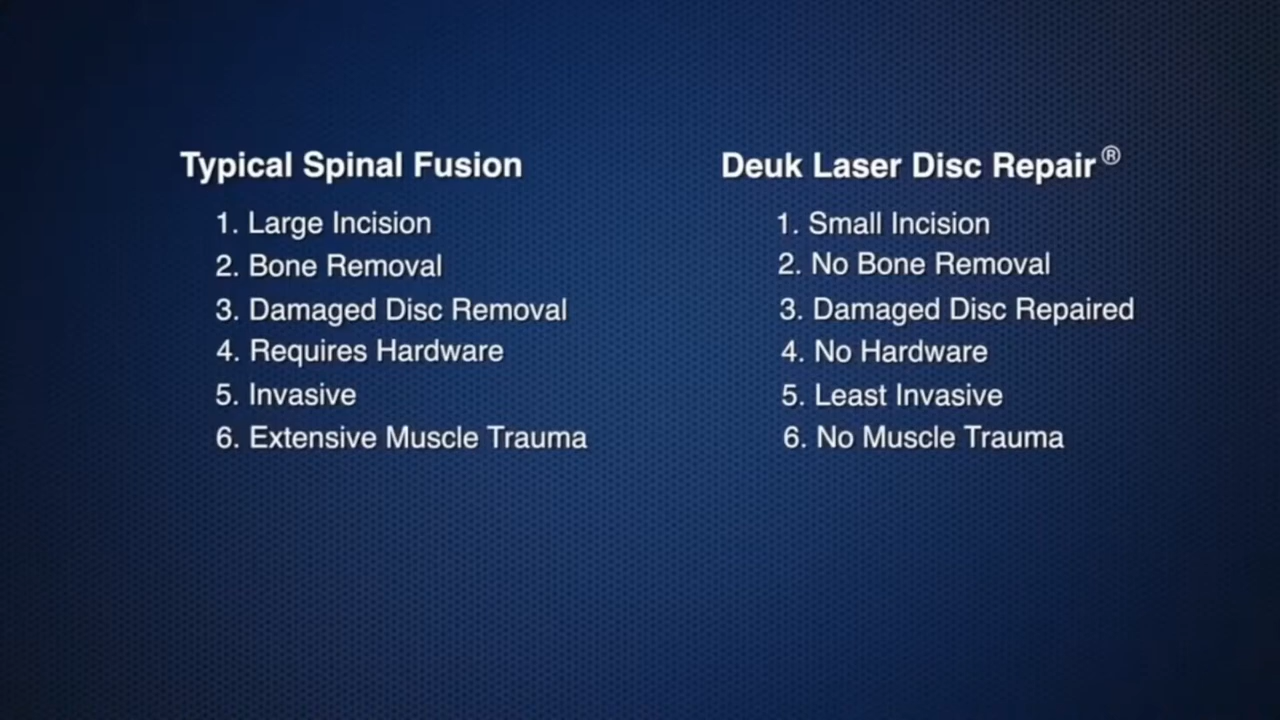 Typical Spinal Fusion
1. Large Incision
2. Bone Removal
3. Damaged Disc Removal
4. Requires Hardware
5. Invasive
6. Extensive Muscle Trauma
Deuk Laser Disc Repair®
1. Small Incision
2. No Bone Removal
3. Damaged Disc Repaired
4. No Hardware
5. Least Invasive
6. No Muscle Trauma